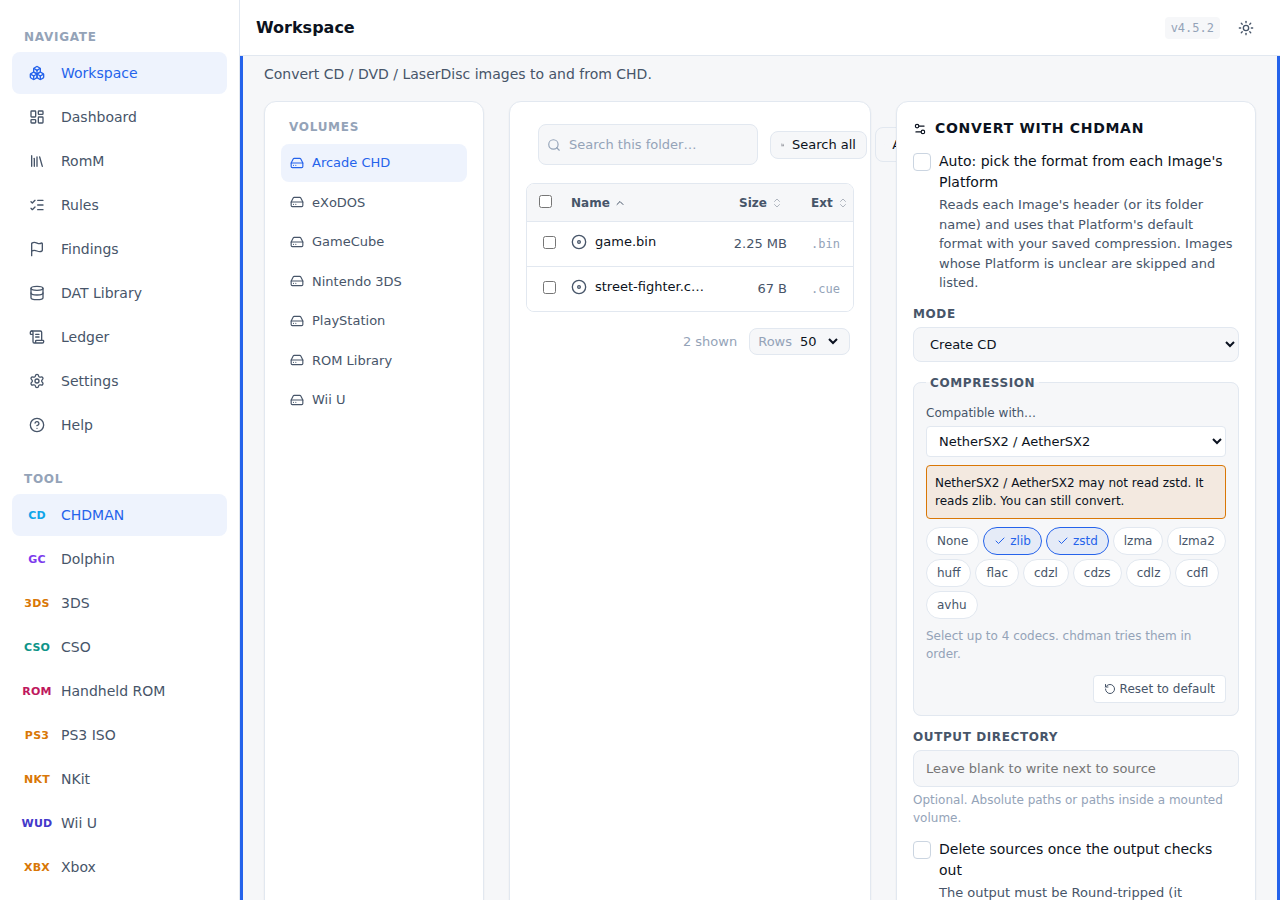 NAVIGATE
Workspace
Dashboard
RomM
Rules
Findings
DAT Library
Ledger
Settings
Help
TOOL
CD CHDMAN
GC Dolphin
3DS 3DS
CSO CSO
ROM Handheld ROM
PS3 PS3 ISO
NKT NKit
WUD Wii U
XBX Xbox
Workspace
v4.5.2
Convert CD / DVD / LaserDisc images to and from CHD.
VOLUMES
Arcade CHD
eXoDOS
GameCube
Nintendo 3DS
PlayStation
ROM Library
Wii U
Search this folder…
Search all
Name Size Ext
game.bin 2.25 MB .bin
street-fighter.c… 67 B .cue
2 shown Rows 50
CONVERT WITH CHDMAN
Auto: pick the format from each Image's
Platform
Reads each Image's header (or its folder
name) and uses that Platform's default
format with your saved compression. Images
whose Platform is unclear are skipped and
listed.
MODE
Create CD
COMPRESSION
Compatible with…
NetherSX2 / AetherSX2
NetherSX2 / AetherSX2 may not read zstd. It
reads zlib. You can still convert.
None zlib zstd lzma lzma2
huff flac cdzl cdzs cdlz cdfl
avhu
Select up to 4 codecs. chdman tries them in
order.
Reset to default
OUTPUT DIRECTORY
Leave blank to write next to source
Optional. Absolute paths or paths inside a mounted
volume.
Delete sources once the output checks
out
The output must be Round-tripped (it